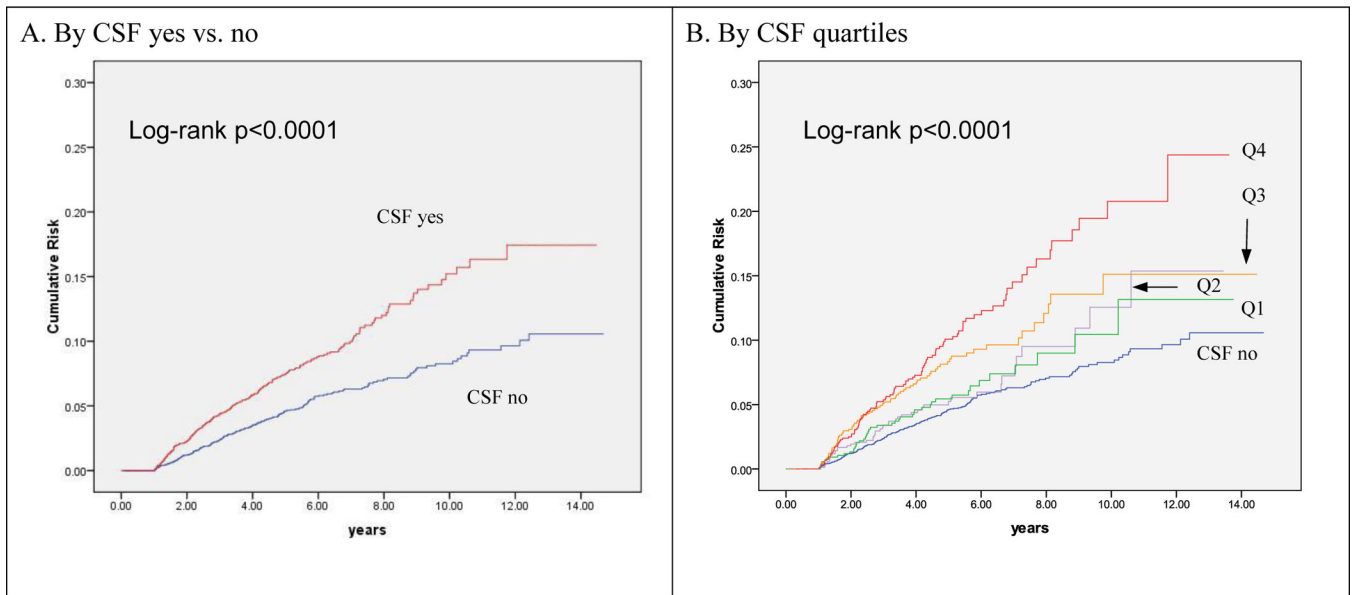 A. By CSF yes vs. no
0.30
Log-rank p<0.0001
0.25
0.20
CSF yes
Cumulative Risk
0.15
0.10
CSF no
0.05
0.00
0.00 2.00 4.00 6.00 8.00 10.00 12.00 14.00
years
B. By CSF quartiles
0.30
Log-rank p<0.0001
0.25
Q4
0.20
Q3
Cumulative Risk
0.15
Q2
Q1
0.10
CSF no
0.05
0.00
0.00 2.00 4.00 6.00 8.00 10.00 12.00 14.00
years